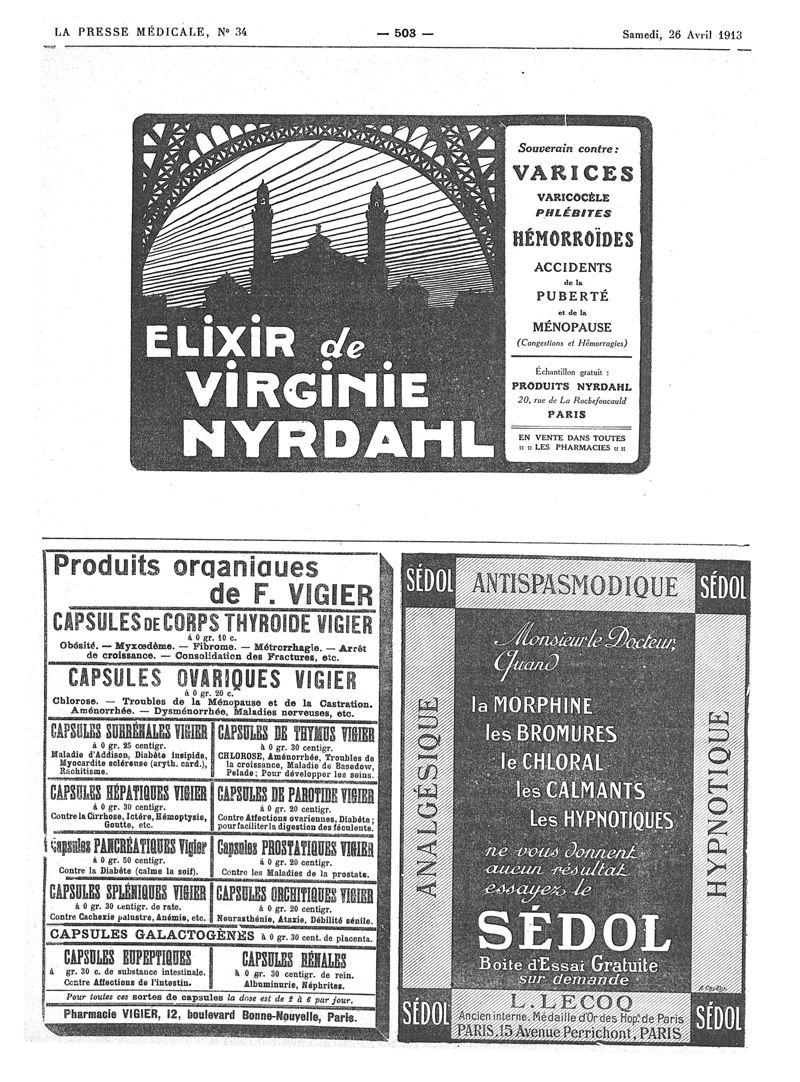 LA PRESSE MÉDICALE, N° 34
— 503 —
Samedi, 26 Avril 1913
ELIXIR de
VIRGINIE
NYRDAHL
Souverain contre :
VARICES
VARICOCÈLE
PHLÉBITES
HÉMORROÏDES
ACCIDENTS
de la
PUBERTÉ
et de la
MÉNOPAUSE
(Congestions et Hémorragies)
Échantillon gratuit :
PRODUITS NYRDAHL
20, rue de La Rochefoucauld
PARIS
EN VENTE DANS TOUTES
:: :: LES PHARMACIES :: ::
Produits organiques
de F. VIGIER
CAPSULES DE CORPS THYROIDE VIGIER
à 0 gr. 10 c.
Obésité. — Myxœdème. — Fibrome. — Métrorrhagie. — Arrêt
de croissance. — Consolidation des Fractures, etc.
CAPSULES OVARIQUES VIGIER
à 0 gr. 20 c.
Chlorose. — Troubles de la Ménopause et de la Castration.
Aménorrhée. — Dysménorrhée, Maladies nerveuses, etc.
CAPSULES SURRÉNALES VIGIER
à 0 gr. 25 centigr.
Maladie d'Addison, Diabète insipide,
Myocardite scléreuse (aryth. card.),
Rachitisme.
CAPSULES DE THYMUS VIGIER
à 0 gr. 30 centigr.
CHLOROSE, Aménorrhée, Troubles de
la croissance, Maladie de Basedow,
Pelade ; Pour développer les seins.
CAPSULES HÉPATIQUES VIGIER
à 0 gr. 30 centigr.
Contre la Cirrhose, Ictère, Hémoptysie,
Goutte, etc.
CAPSULES DE PAROTIDE VIGIER
à 0 gr. 20 centigr.
Contre Affections ovariennes, Diabète ;
pour faciliter la digestion des féculents.
Capsules PANCRÉATIQUES Vigier
à 0 gr. 50 centigr.
Contre la Diabète (calme la soif).
Capsules PROSTATIQUES VIGIER
à 0 gr. 20 centigr.
Contre les Maladies de la prostate.
CAPSULES SPLÉNIQUES VIGIER
à 0 gr. 30 centigr. de rate.
Contre Cachexie palustre, Anémie, etc.
CAPSULES ORCHITIQUES VIGIER
à 0 gr. 20 centigr.
Neurasthénie, Ataxie, Débilité sénile.
CAPSULES GALACTOGÈNES à 0 gr. 30 cent. de placenta.
CAPSULES EUPEPTIQUES
à gr. 30 c. de substance intestinale.
Contre Affections de l'intestin.
CAPSULES RÉNALES
à 0 gr. 30 centigr. de rein.
Albuminurie, Néphrites.
Pour toutes ces sortes de capsules la dose est de 2 à 6 par jour.
Pharmacie VIGIER, 12, boulevard Bonne-Nouvelle, Paris.
SÉDOL
ANTISPASMODIQUE
SÉDOL
ANALGÉSIQUE
Monsieur le Docteur,
Quand
la MORPHINE
les BROMURES
le CHLORAL
les CALMANTS
Les HYPNOTIQUES
ne vous donnent
aucun résultat
essayez le
SÉDOL
Boite d'Essai Gratuite
sur demande
HYPNOTIQUE
SÉDOL
L. LECOQ
Ancien interne. Médaille d'Or des Hop.x de Paris
PARIS, 15 Avenue Perrichont, PARIS
SÉDOL